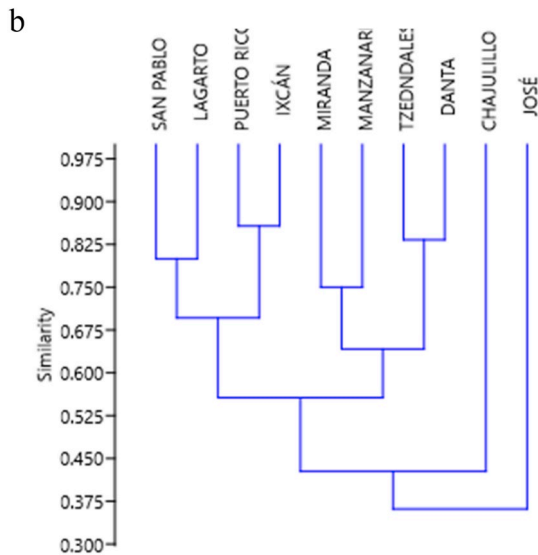 b
SAN PABLO
LAGARTO
PUERTO RICC
IXCÁN
MIRANDA
MANZANARI
TZEDNDALES
DANTA
CHAJULILLO
JOSÉ
0.975
0.900
0.825
0.750
0.675
0.600
0.525
0.450
0.375
0.300
Similarity